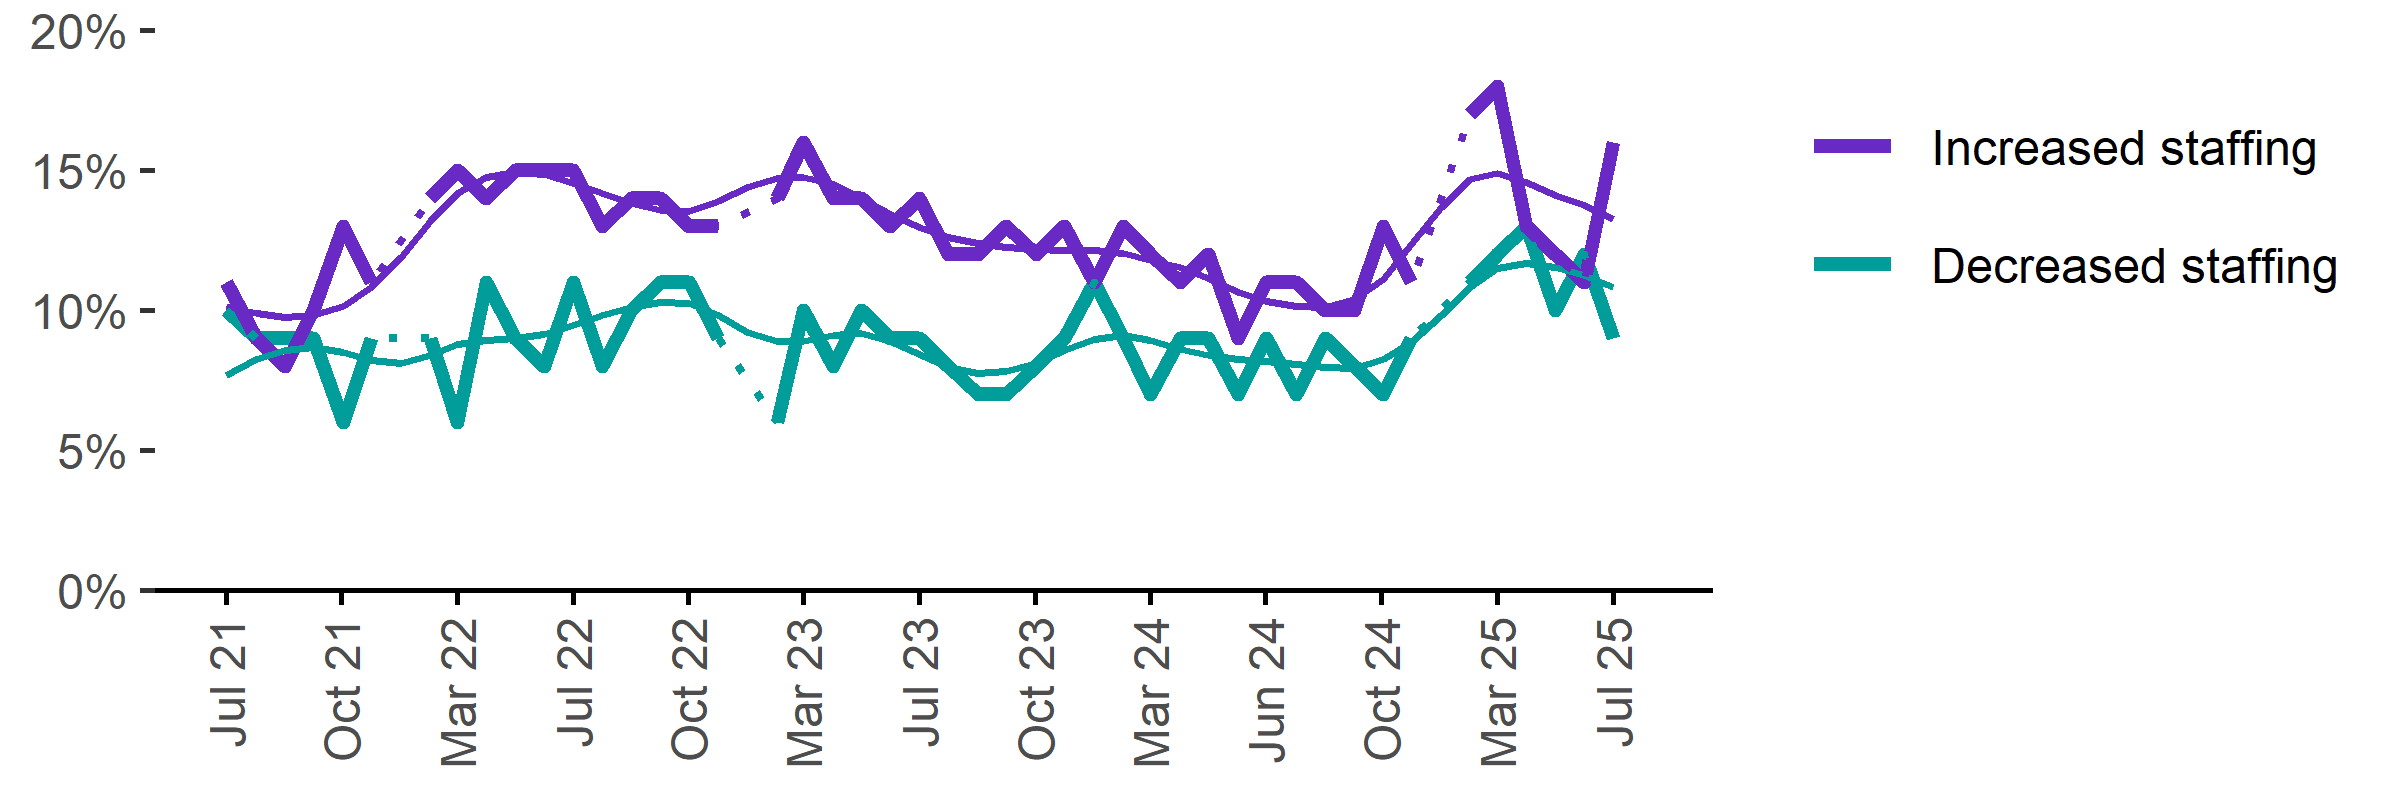 20%
15%
10%
5%
0%
Jul 21
Oct 21
Mar 22
Jul 22
Oct 22
Mar 23
Jul 23
Oct 23
Mar 24
Jun 24
Oct 24
Mar 25
Jul 25
Increased staffing
Decreased staffing